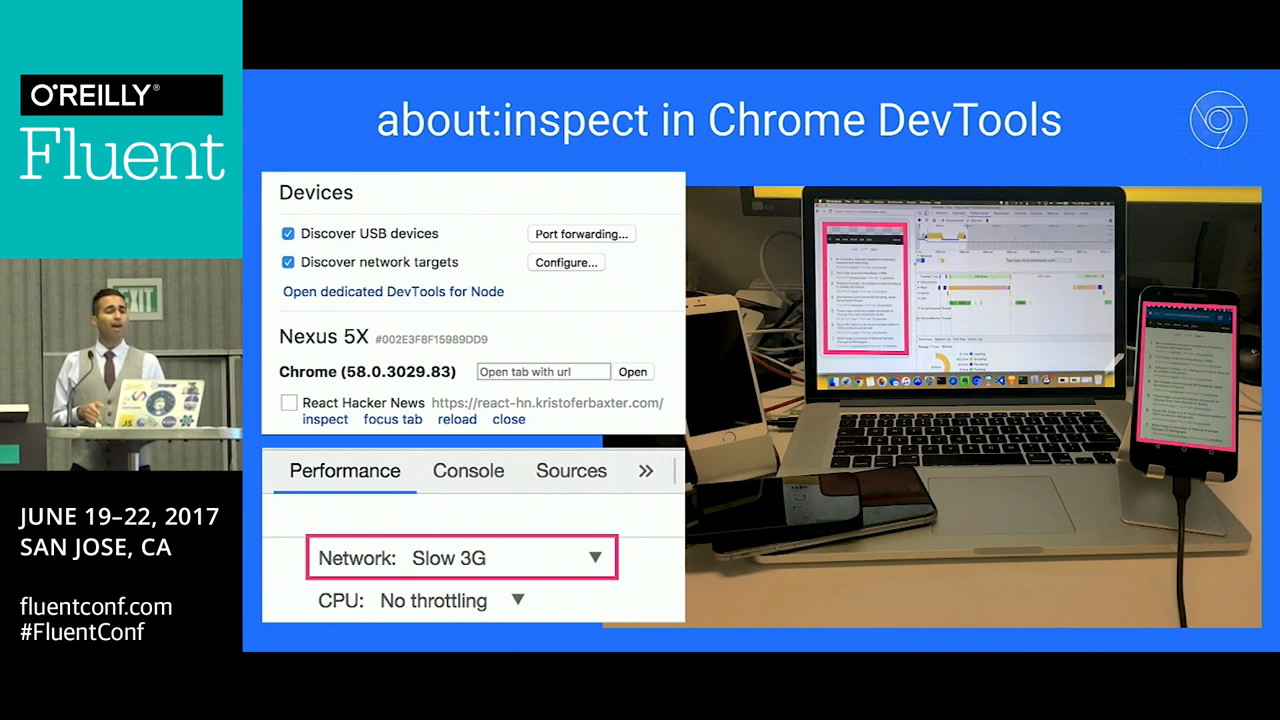 O'REILLY®
Fluent
JUNE 19–22, 2017
SAN JOSE, CA
fluentconf.com
#FluentConf
about:inspect in Chrome DevTools
Devices
Discover USB devices
Port forwarding...
Discover network targets
Configure...
Open dedicated DevTools for Node
Nexus 5X #002E3F8F15989DD9
Chrome (58.0.3029.83)
Open tab with url
Open
React Hacker News https://react-hn.kristoferbaxter.com/
inspect focus tab reload close
Performance Console Sources »
Network: Slow 3G
CPU: No throttling
EXIT
JS